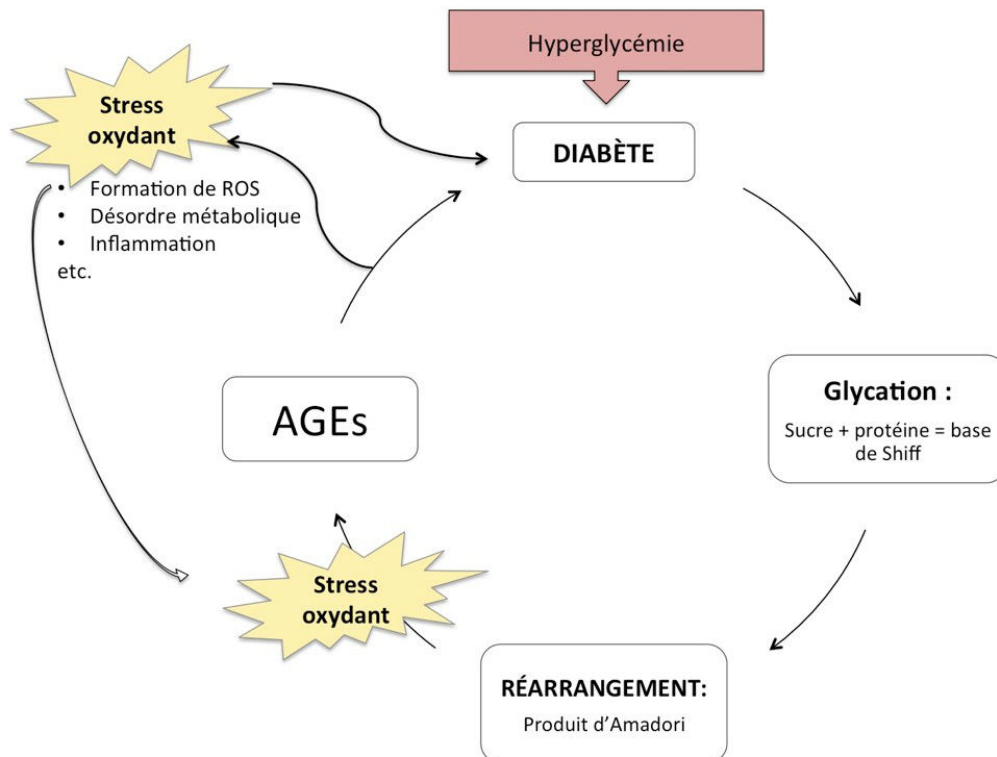 Hyperglycémie
Stress
oxydant
DIABÈTE
• Formation de ROS
• Désordre métabolique
• Inflammation
etc.
Glycation :
Sucre + protéine = base
de Shiff
AGEs
Stress
oxydant
RÉARRANGEMENT:
Produit d’Amadori